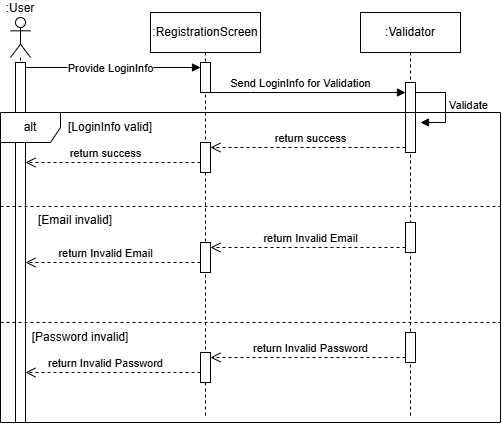 :User
:RegistrationScreen
:Validator
Provide LoginInfo
Send LoginInfo for Validation
Validate
alt
[LoginInfo valid]
return success
return success
[Email invalid]
return Invalid Email
return Invalid Email
[Password invalid]
return Invalid Password
return Invalid Password